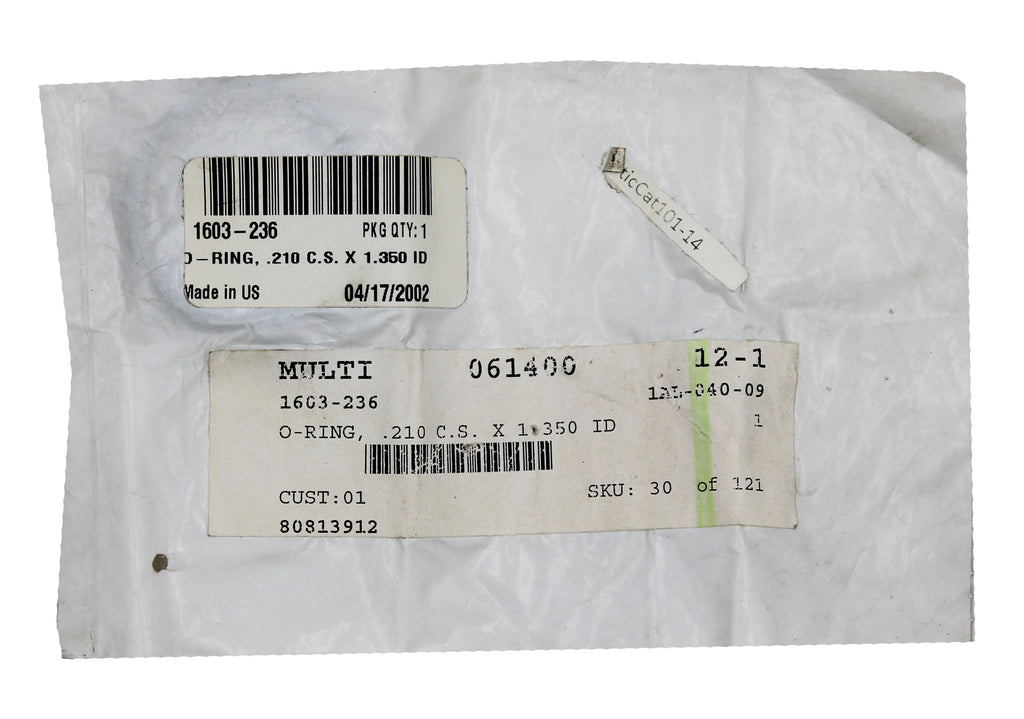 1603-236 PKG QTY: 1
O-RING, .210 C.S. X 1.350 ID
Made in US 04/17/2002
ticCat101-14
MULTI 061400 12-1
1603-236 1AL-040-09
O-RING, .210 C.S. X 1.350 ID 1
CUST:01 SKU: 30 of 121
80813912